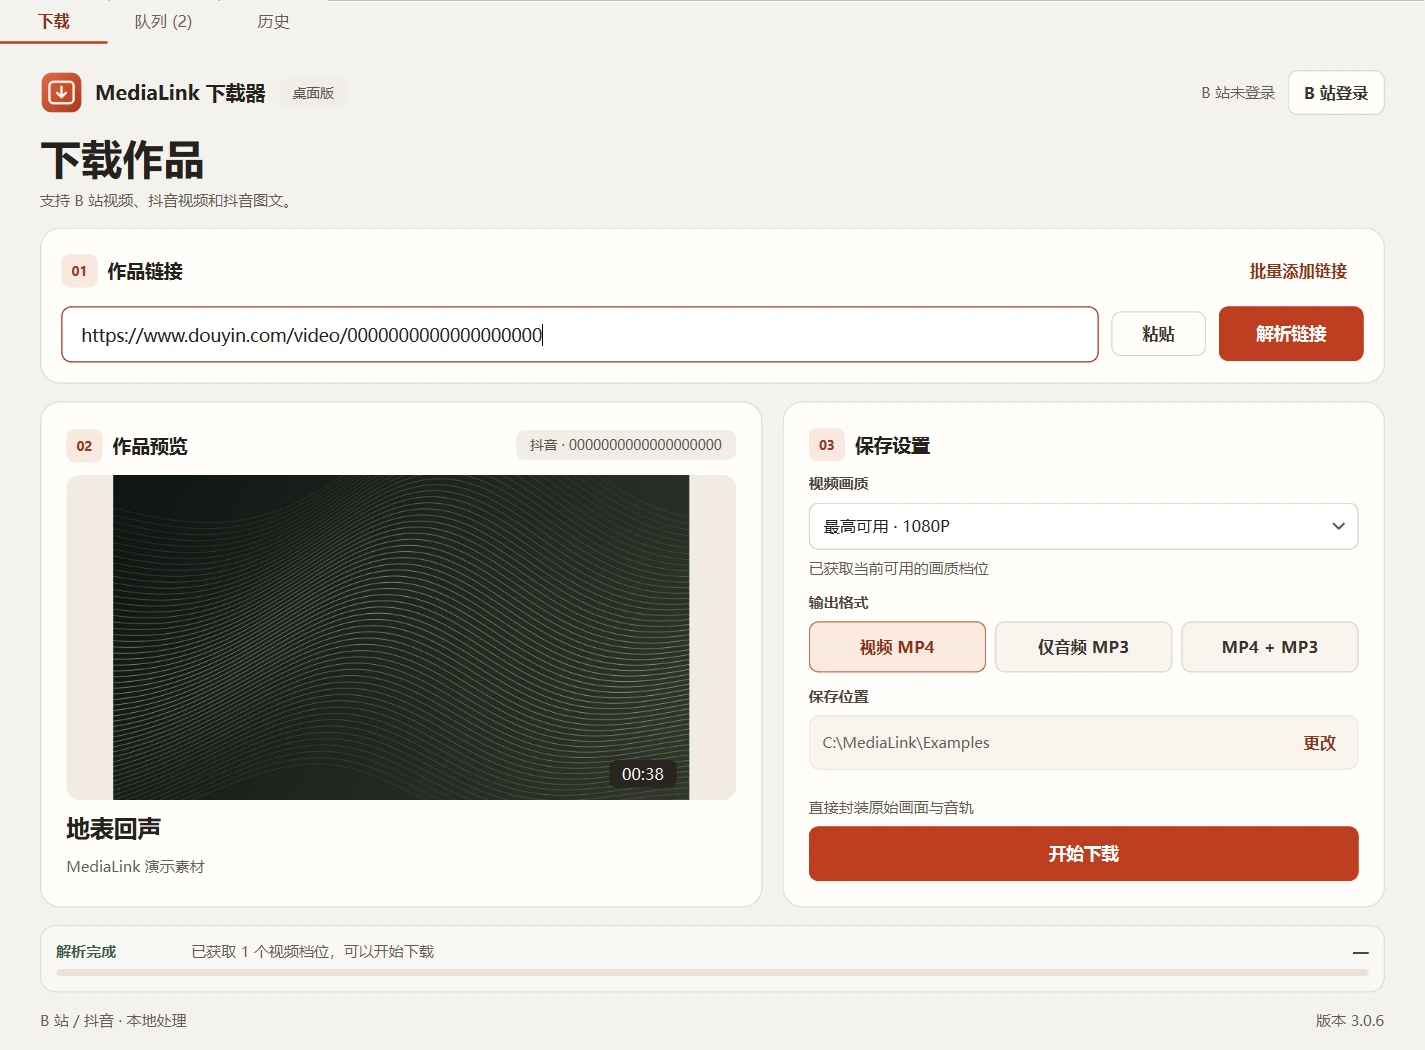 下载 队列 (2) 历史
MediaLink 下载器 桌面版 B 站未登录 B 站登录
下载作品
支持 B 站视频、抖音视频和抖音图文。
01 作品链接 批量添加链接
https://www.douyin.com/video/0000000000000000000 粘贴 解析链接
02 作品预览 抖音 · 0000000000000000000
00:38
地表回声
MediaLink 演示素材
03 保存设置
视频画质
最高可用 · 1080P
已获取当前可用的画质档位
输出格式
视频 MP4 仅音频 MP3 MP4 + MP3
保存位置
C:\MediaLink\Examples 更改
直接封装原始画面与音轨
开始下载
解析完成 已获取 1 个视频档位，可以开始下载
B 站 / 抖音 · 本地处理 版本 3.0.6